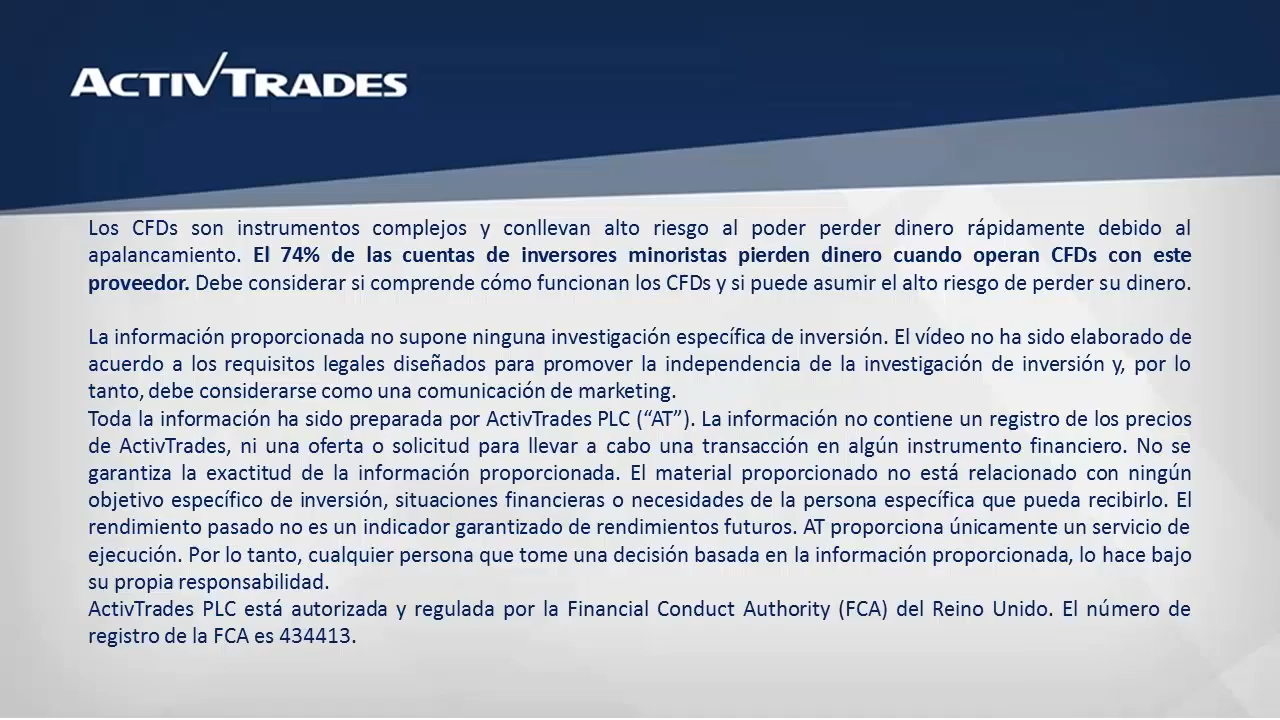 ACTIVTRADES
Los CFDs son instrumentos complejos y conllevan alto riesgo al poder perder dinero rápidamente debido al
apalancamiento. El 74% de las cuentas de inversores minoristas pierden dinero cuando operan CFDs con este
proveedor. Debe considerar si comprende cómo funcionan los CFDs y si puede asumir el alto riesgo de perder su dinero.
La información proporcionada no supone ninguna investigación específica de inversión. El vídeo no ha sido elaborado de
acuerdo a los requisitos legales diseñados para promover la independencia de la investigación de inversión y, por lo
tanto, debe considerarse como una comunicación de marketing.
Toda la información ha sido preparada por ActivTrades PLC (“AT”). La información no contiene un registro de los precios
de ActivTrades, ni una oferta o solicitud para llevar a cabo una transacción en algún instrumento financiero. No se
garantiza la exactitud de la información proporcionada. El material proporcionado no está relacionado con ningún
objetivo específico de inversión, situaciones financieras o necesidades de la persona específica que pueda recibirlo. El
rendimiento pasado no es un indicador garantizado de rendimientos futuros. AT proporciona únicamente un servicio de
ejecución. Por lo tanto, cualquier persona que tome una decisión basada en la información proporcionada, lo hace bajo
su propia responsabilidad.
ActivTrades PLC está autorizada y regulada por la Financial Conduct Authority (FCA) del Reino Unido. El número de
registro de la FCA es 434413.